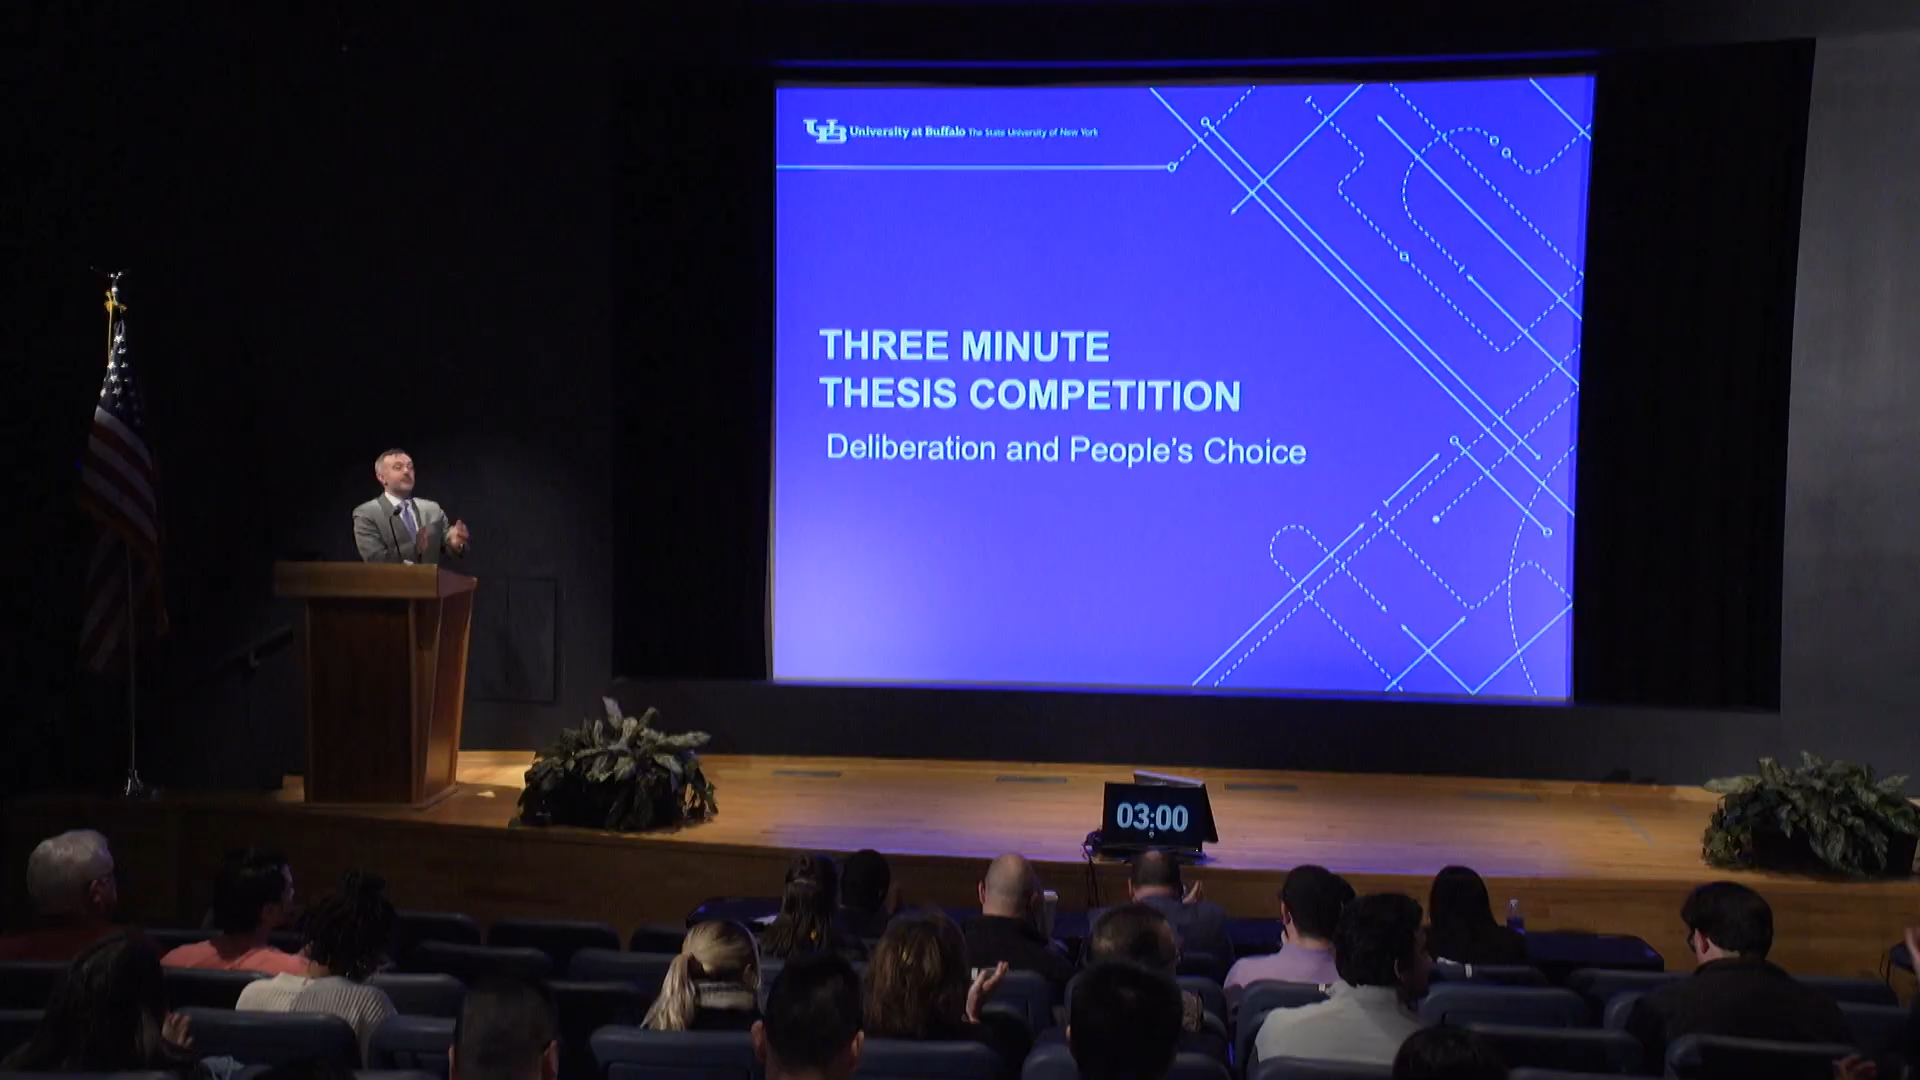 UB University at Buffalo The State University of New York
THREE MINUTE
THESIS COMPETITION
Deliberation and People's Choice
03:00